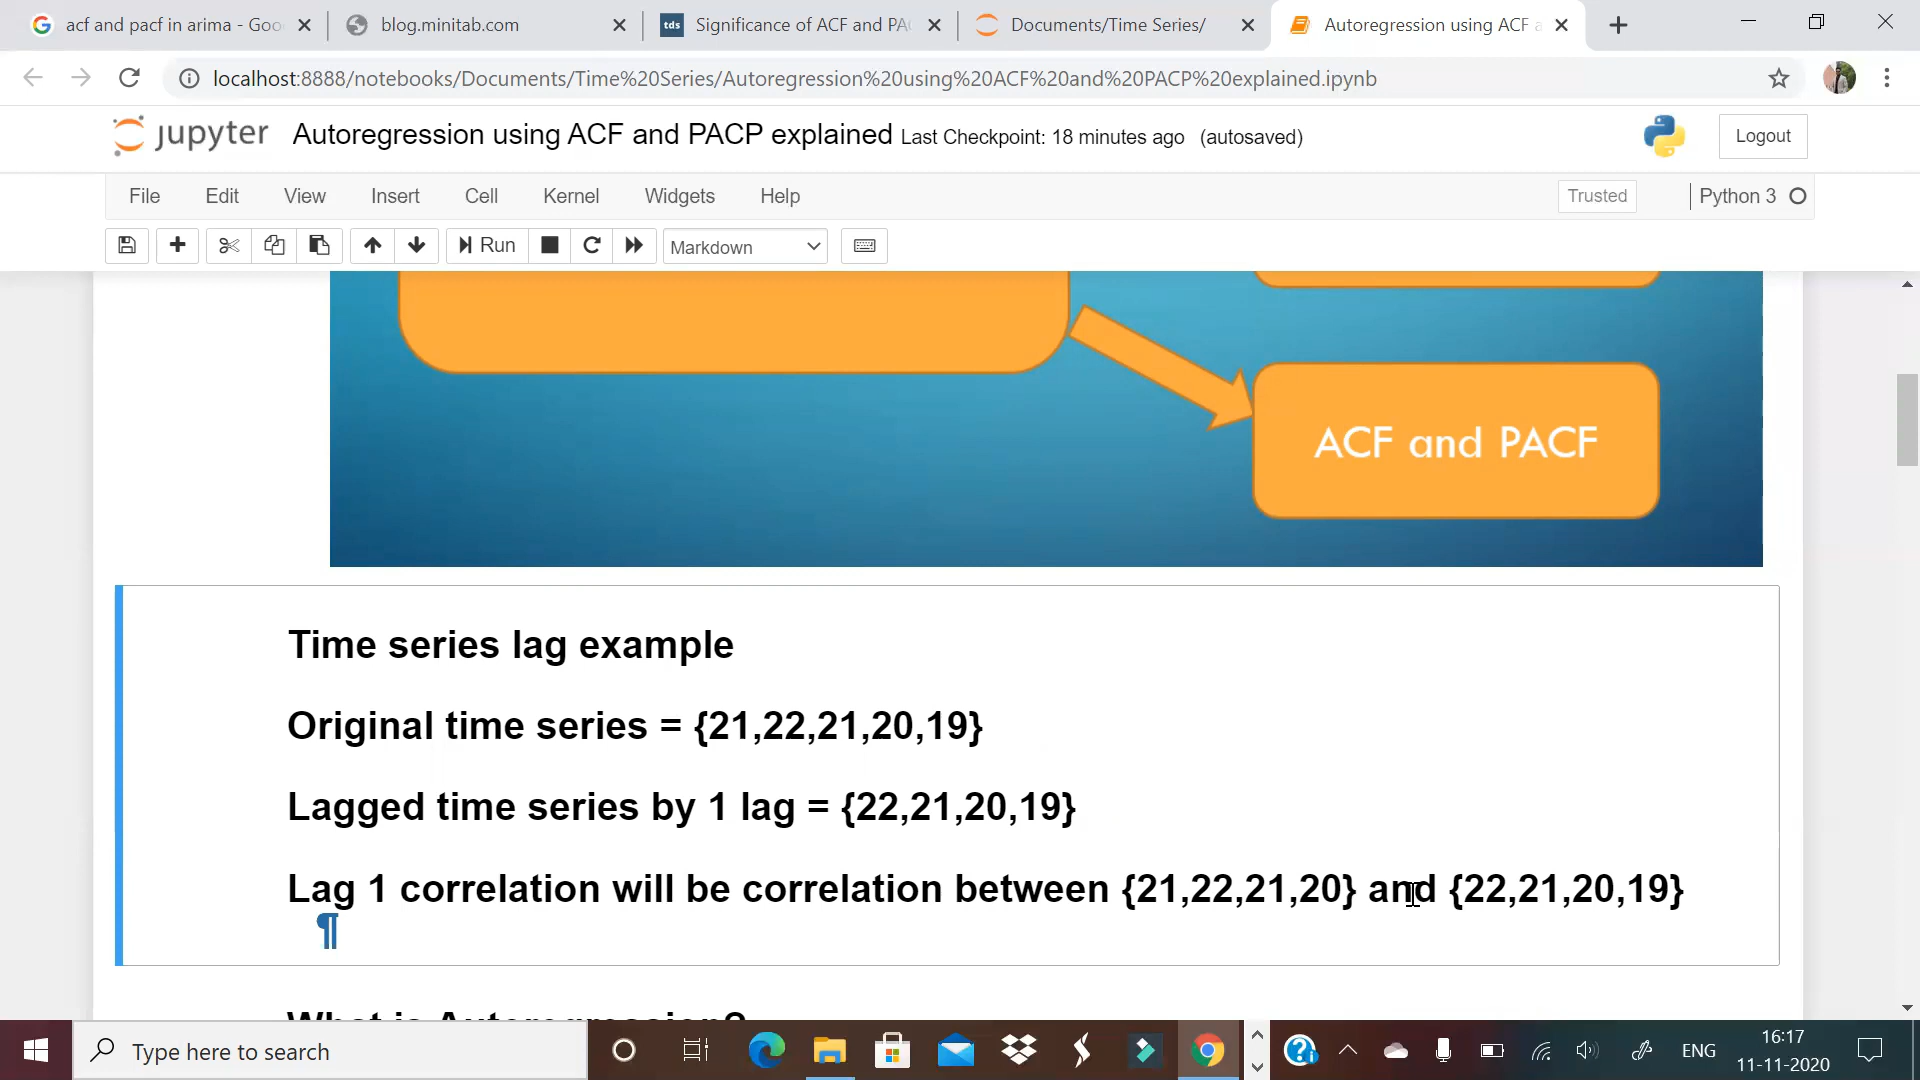 acf and pacf in arima - Goo
blog.minitab.com
tds Significance of ACF and PA
Documents/Time Series/
Autoregression using ACF a
localhost:8888/notebooks/Documents/Time%20Series/Autoregression%20using%20ACF%20and%20PACP%20explained.ipynb
jupyter Autoregression using ACF and PACP explained Last Checkpoint: 18 minutes ago (autosaved)
Logout
File Edit View Insert Cell Kernel Widgets Help
Trusted
Python 3
Run
Markdown
ACF and PACF
Time series lag example
Original time series = {21,22,21,20,19}
Lagged time series by 1 lag = {22,21,20,19}
Lag 1 correlation will be correlation between {21,22,21,20} and {22,21,20,19}
¶
What is Autoregression?
Type here to search
ENG
16:17
11-11-2020